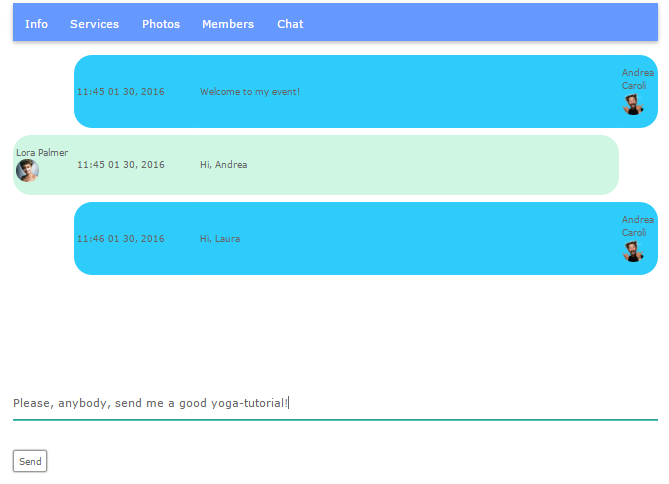 Info Services Photos Members Chat
Andrea
Caroli
11:45 01 30, 2016 Welcome to my event!
Lora Palmer
11:45 01 30, 2016 Hi, Andrea
Andrea
Caroli
11:46 01 30, 2016 Hi, Laura
Please, anybody, send me a good yoga-tutorial!
Send